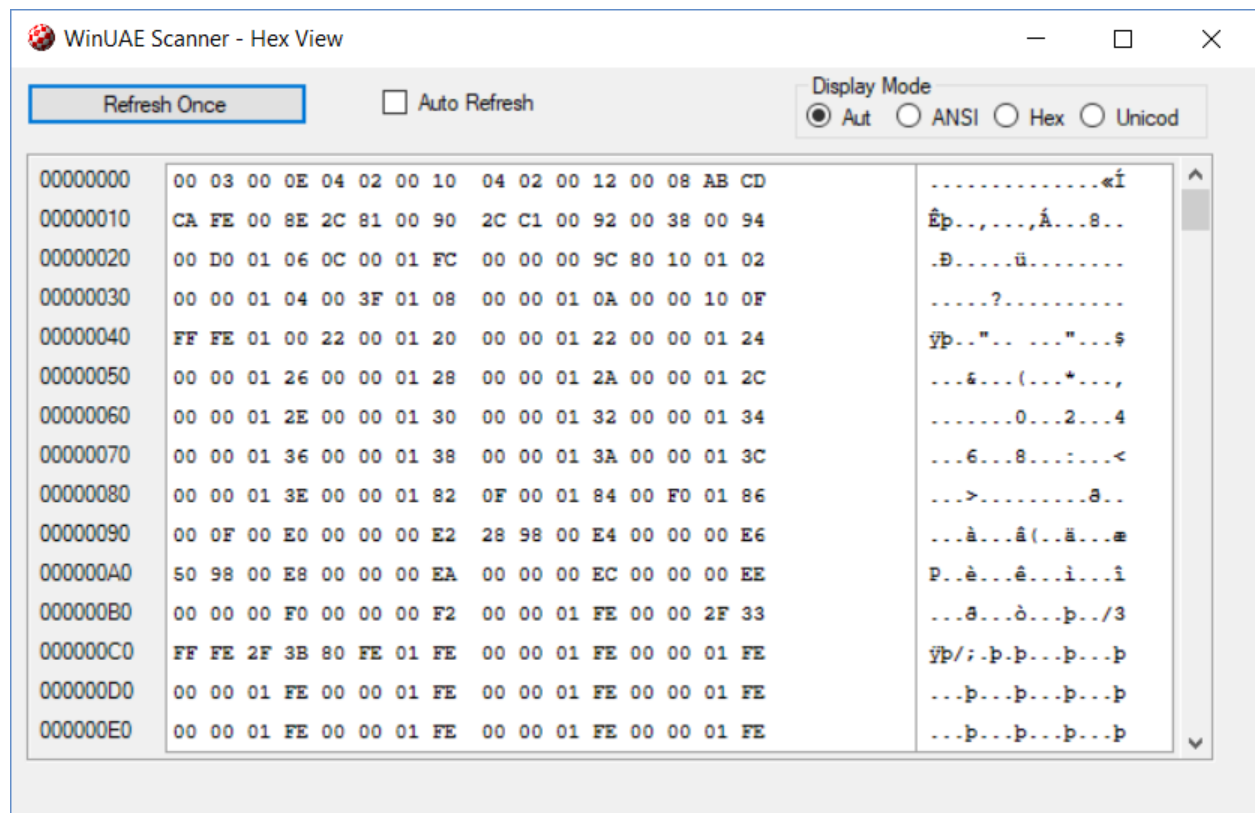 WinUAE Scanner - Hex View
Refresh Once Auto Refresh Display Mode
Aut ANSI Hex Unicod
00000000 00 03 00 0E 04 02 00 10 04 02 00 12 00 08 AB CD ..............«Í
00000010 CA FE 00 8E 2C 81 00 90 2C C1 00 92 00 38 00 94 Êþ..,...,Á...8..
00000020 00 D0 01 06 0C 00 01 FC 00 00 00 9C 80 10 01 02 .Ð.....ü........
00000030 00 00 01 04 00 3F 01 08 00 00 01 0A 00 00 10 0F .....?..........
00000040 FF FE 01 00 22 00 01 20 00 00 01 22 00 00 01 24 ÿþ..".. ..."...$
00000050 00 00 01 26 00 00 01 28 00 00 01 2A 00 00 01 2C ...&...(...*...,
00000060 00 00 01 2E 00 00 01 30 00 00 01 32 00 00 01 34 .......0...2...4
00000070 00 00 01 36 00 00 01 38 00 00 01 3A 00 00 01 3C ...6...8...:...<
00000080 00 00 01 3E 00 00 01 82 0F 00 01 84 00 F0 01 86 ...>.........ð..
00000090 00 0F 00 E0 00 00 00 E2 28 98 00 E4 00 00 00 E6 ...à...â(..ä...æ
000000A0 50 98 00 E8 00 00 00 EA 00 00 00 EC 00 00 00 EE P..è...ê...ì...î
000000B0 00 00 00 F0 00 00 00 F2 00 00 01 FE 00 00 2F 33 ...ð...ò...þ../3
000000C0 FF FE 2F 3B 80 FE 01 FE 00 00 01 FE 00 00 01 FE ÿþ/;.þ.þ...þ...þ
000000D0 00 00 01 FE 00 00 01 FE 00 00 01 FE 00 00 01 FE ...þ...þ...þ...þ
000000E0 00 00 01 FE 00 00 01 FE 00 00 01 FE 00 00 01 FE ...þ...þ...þ...þ